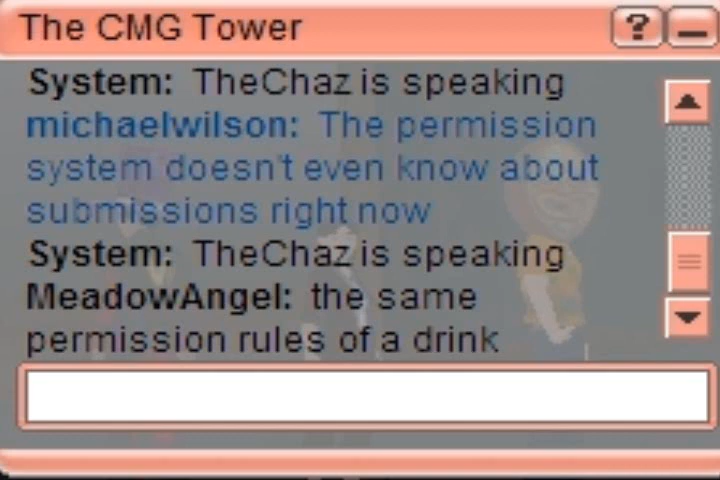 The CMG Tower
?
System: TheChaz is speaking
michaelwilson: The permission
system doesn't even know about
submissions right now
System: TheChaz is speaking
MeadowAngel: the same
permission rules of a drink